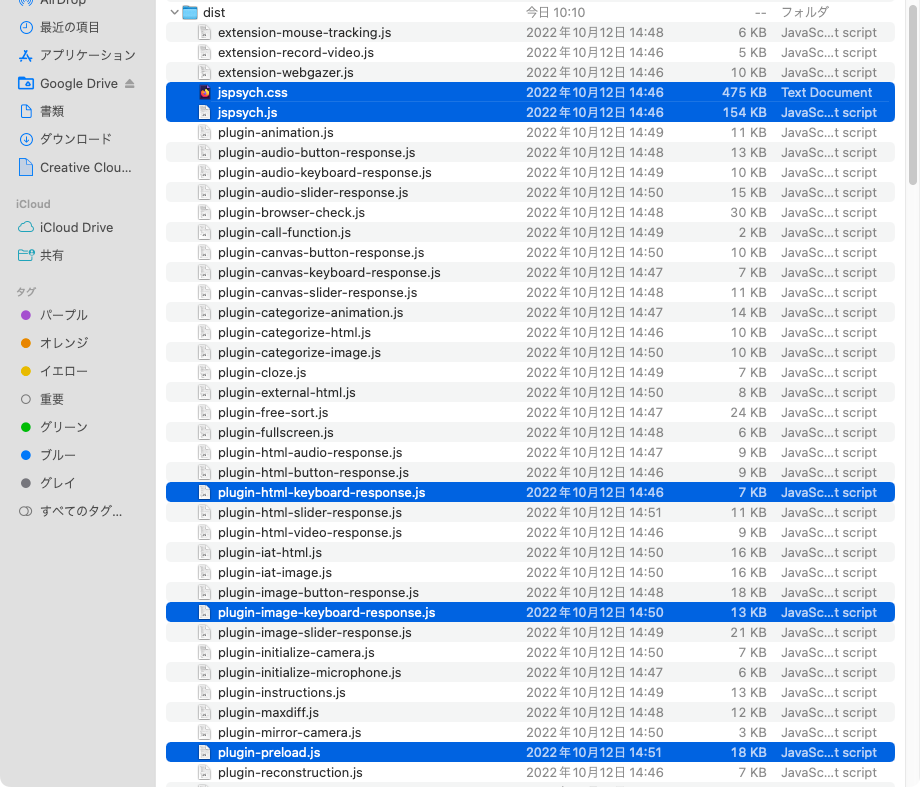 AirDrop
最近の項目
アプリケーション
Google Drive
書類
ダウンロード
Creative Clou...
iCloud
iCloud Drive
共有
タグ
パープル
オレンジ
イエロー
重要
グリーン
ブルー
グレイ
すべてのタグ...
dist 今日 10:10 -- フォルダ
extension-mouse-tracking.js 2022年10月12日 14:48 6 KB JavaSc...t script
extension-record-video.js 2022年10月12日 14:46 5 KB JavaSc...t script
extension-webgazer.js 2022年10月12日 14:46 10 KB JavaSc...t script
jspsych.css 2022年10月12日 14:46 475 KB Text Document
jspsych.js 2022年10月12日 14:46 154 KB JavaSc...t script
plugin-animation.js 2022年10月12日 14:49 11 KB JavaSc...t script
plugin-audio-button-response.js 2022年10月12日 14:48 13 KB JavaSc...t script
plugin-audio-keyboard-response.js 2022年10月12日 14:49 10 KB JavaSc...t script
plugin-audio-slider-response.js 2022年10月12日 14:50 15 KB JavaSc...t script
plugin-browser-check.js 2022年10月12日 14:48 30 KB JavaSc...t script
plugin-call-function.js 2022年10月12日 14:49 2 KB JavaSc...t script
plugin-canvas-button-response.js 2022年10月12日 14:50 10 KB JavaSc...t script
plugin-canvas-keyboard-response.js 2022年10月12日 14:47 7 KB JavaSc...t script
plugin-canvas-slider-response.js 2022年10月12日 14:48 11 KB JavaSc...t script
plugin-categorize-animation.js 2022年10月12日 14:47 14 KB JavaSc...t script
plugin-categorize-html.js 2022年10月12日 14:46 10 KB JavaSc...t script
plugin-categorize-image.js 2022年10月12日 14:50 10 KB JavaSc...t script
plugin-cloze.js 2022年10月12日 14:49 7 KB JavaSc...t script
plugin-external-html.js 2022年10月12日 14:50 8 KB JavaSc...t script
plugin-free-sort.js 2022年10月12日 14:47 24 KB JavaSc...t script
plugin-fullscreen.js 2022年10月12日 14:48 6 KB JavaSc...t script
plugin-html-audio-response.js 2022年10月12日 14:47 9 KB JavaSc...t script
plugin-html-button-response.js 2022年10月12日 14:46 9 KB JavaSc...t script
plugin-html-keyboard-response.js 2022年10月12日 14:46 7 KB JavaSc...t script
plugin-html-slider-response.js 2022年10月12日 14:51 11 KB JavaSc...t script
plugin-html-video-response.js 2022年10月12日 14:46 9 KB JavaSc...t script
plugin-iat-html.js 2022年10月12日 14:50 16 KB JavaSc...t script
plugin-iat-image.js 2022年10月12日 14:50 16 KB JavaSc...t script
plugin-image-button-response.js 2022年10月12日 14:48 18 KB JavaSc...t script
plugin-image-keyboard-response.js 2022年10月12日 14:50 13 KB JavaSc...t script
plugin-image-slider-response.js 2022年10月12日 14:49 21 KB JavaSc...t script
plugin-initialize-camera.js 2022年10月12日 14:50 7 KB JavaSc...t script
plugin-initialize-microphone.js 2022年10月12日 14:47 6 KB JavaSc...t script
plugin-instructions.js 2022年10月12日 14:49 13 KB JavaSc...t script
plugin-maxdiff.js 2022年10月12日 14:48 12 KB JavaSc...t script
plugin-mirror-camera.js 2022年10月12日 14:50 3 KB JavaSc...t script
plugin-preload.js 2022年10月12日 14:51 18 KB JavaSc...t script
plugin-reconstruction.js 2022年10月12日 14:46 7 KB JavaSc...t script